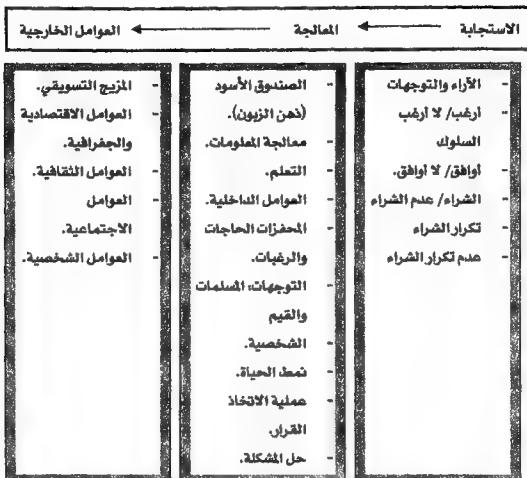 الاستجابة ← المعالجة ← العوامل الخارجية
- الآراء والتوجهات
- أرغب/ لا أرغب
السلوك
- أوافق/ لا أوافق.
- الشراء/ عدم الشراء
- تكرار الشراء
- عدم تكرار الشراء
- الصندوق الأسود
(ذهن الزبون).
- معالجة المعلومات.
- التعلم.
- العوامل الداخلية.
- المحفزات الحاجات
والرغبات.
- التوجهات، المسلمات
والقيم
- الشخصية.
- نمط الحياة.
- عملية الاتخاذ
القرار.
- حل المشكلة.
- المزيج التسويقي.
- العوامل الاقتصادية
والجغرافية.
- العوامل الثقافية.
- العوامل
الاجتماعية.
- العوامل الشخصية.